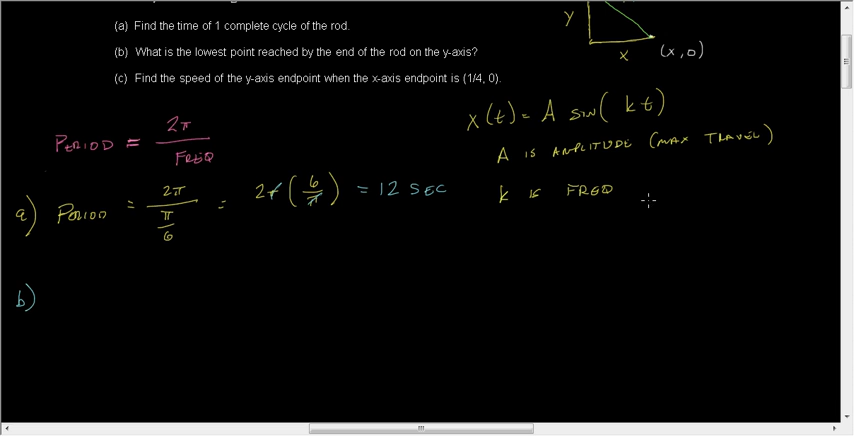 (a) Find the time of 1 complete cycle of the rod.
(b) What is the lowest point reached by the end of the rod on the y-axis?
(c) Find the speed of the y-axis endpoint when the x-axis endpoint is (1/4, 0).
y
x
(x, 0)
PERIOD = 2π / FREQ
x(t) = A sin( kt )
A IS AMPLITUDE (MAX TRAVEL)
k IS FREQ
a) PERIOD = 2π / (π/6) = 2π (6/π) = 12 SEC
b)